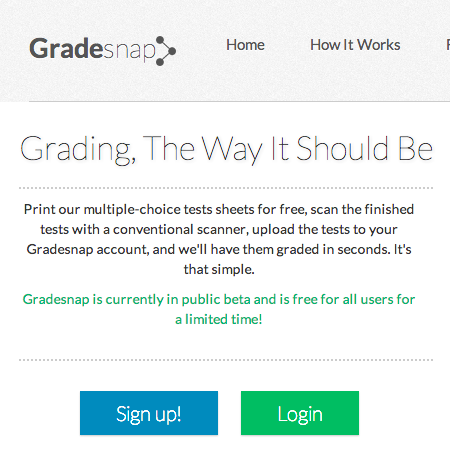 Gradesnap
Home
How It Works
Grading, The Way It Should Be
Print our multiple-choice tests sheets for free, scan the finished
tests with a conventional scanner, upload the tests to your
Gradesnap account, and we'll have them graded in seconds. It's
that simple.
Gradesnap is currently in public beta and is free for all users for
a limited time!
Sign up!
Login